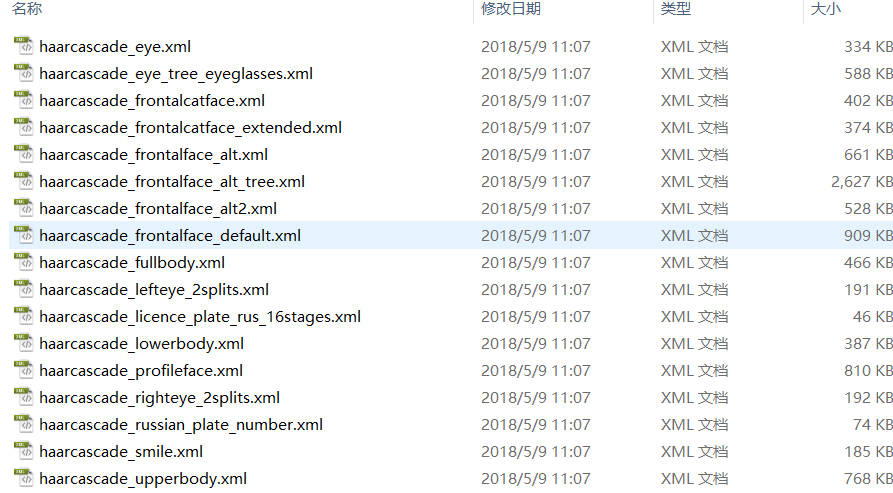 名称 修改日期 类型 大小
haarcascade_eye.xml 2018/5/9 11:07 XML 文档 334 KB
haarcascade_eye_tree_eyeglasses.xml 2018/5/9 11:07 XML 文档 588 KB
haarcascade_frontalcatface.xml 2018/5/9 11:07 XML 文档 402 KB
haarcascade_frontalcatface_extended.xml 2018/5/9 11:07 XML 文档 374 KB
haarcascade_frontalface_alt.xml 2018/5/9 11:07 XML 文档 661 KB
haarcascade_frontalface_alt_tree.xml 2018/5/9 11:07 XML 文档 2,627 KB
haarcascade_frontalface_alt2.xml 2018/5/9 11:07 XML 文档 528 KB
haarcascade_frontalface_default.xml 2018/5/9 11:07 XML 文档 909 KB
haarcascade_fullbody.xml 2018/5/9 11:07 XML 文档 466 KB
haarcascade_lefteye_2splits.xml 2018/5/9 11:07 XML 文档 191 KB
haarcascade_licence_plate_rus_16stages.xml 2018/5/9 11:07 XML 文档 46 KB
haarcascade_lowerbody.xml 2018/5/9 11:07 XML 文档 387 KB
haarcascade_profileface.xml 2018/5/9 11:07 XML 文档 810 KB
haarcascade_righteye_2splits.xml 2018/5/9 11:07 XML 文档 192 KB
haarcascade_russian_plate_number.xml 2018/5/9 11:07 XML 文档 74 KB
haarcascade_smile.xml 2018/5/9 11:07 XML 文档 185 KB
haarcascade_upperbody.xml 2018/5/9 11:07 XML 文档 768 KB